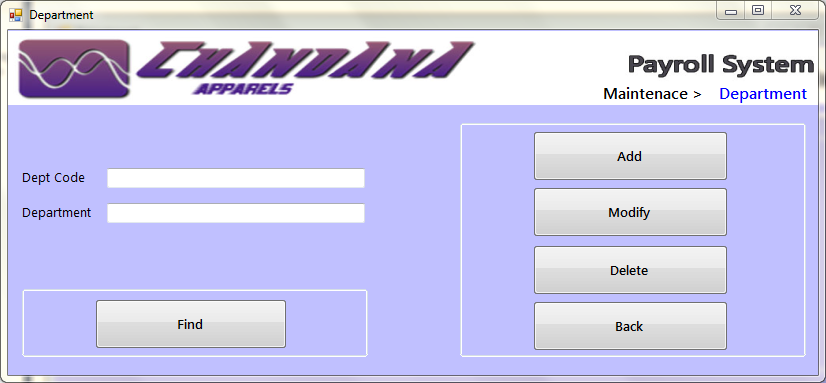 Department
CHANDANA
APPARELS
Payroll System
Maintenace > Department
Dept Code
Department
Find
Add
Modify
Delete
Back